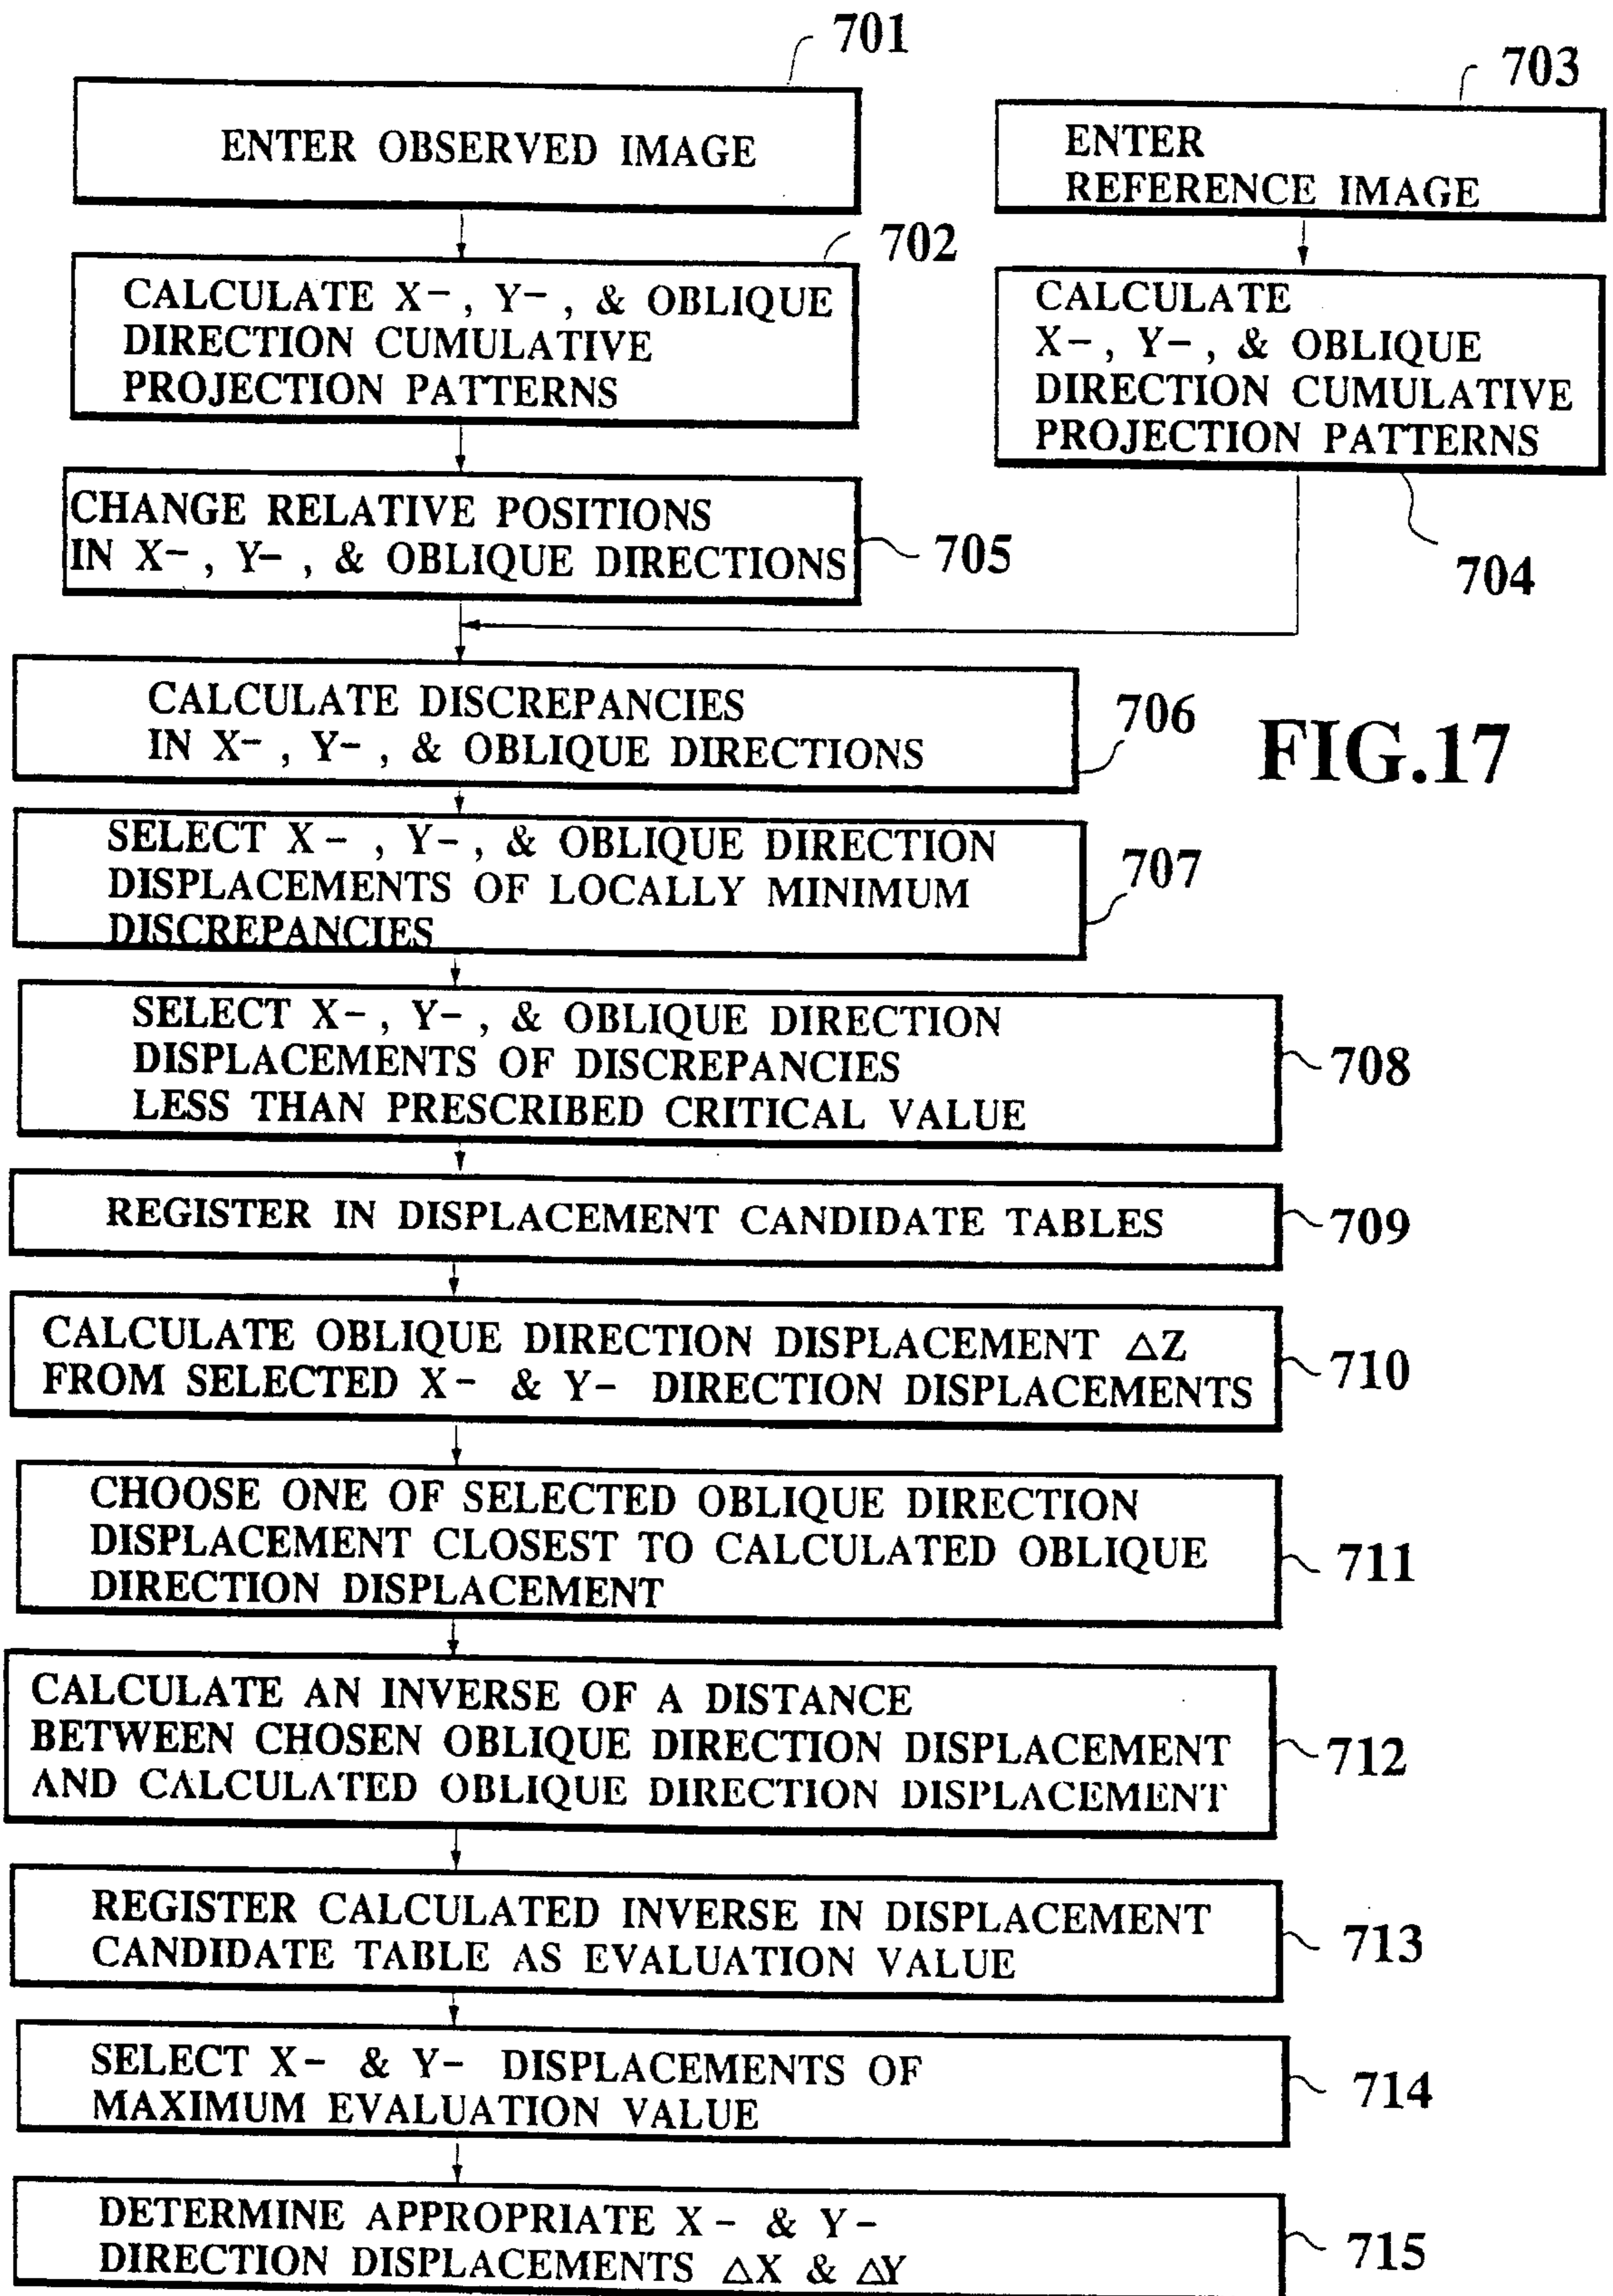 701
ENTER OBSERVED IMAGE
703
ENTER
REFERENCE IMAGE
702
CALCULATE X-, Y-, & OBLIQUE
DIRECTION CUMULATIVE
PROJECTION PATTERNS
CALCULATE
X-, Y-, & OBLIQUE
DIRECTION CUMULATIVE
PROJECTION PATTERNS
704
CHANGE RELATIVE POSITIONS
IN X-, Y-, & OBLIQUE DIRECTIONS
705
CALCULATE DISCREPANCIES
IN X-, Y-, & OBLIQUE DIRECTIONS
706
FIG.17
SELECT X-, Y-, & OBLIQUE DIRECTION
DISPLACEMENTS OF LOCALLY MINIMUM
DISCREPANCIES
707
SELECT X-, Y-, & OBLIQUE DIRECTION
DISPLACEMENTS OF DISCREPANCIES
LESS THAN PRESCRIBED CRITICAL VALUE
708
REGISTER IN DISPLACEMENT CANDIDATE TABLES
709
CALCULATE OBLIQUE DIRECTION DISPLACEMENT △Z
FROM SELECTED X- & Y- DIRECTION DISPLACEMENTS
710
CHOOSE ONE OF SELECTED OBLIQUE DIRECTION
DISPLACEMENT CLOSEST TO CALCULATED OBLIQUE
DIRECTION DISPLACEMENT
711
CALCULATE AN INVERSE OF A DISTANCE
BETWEEN CHOSEN OBLIQUE DIRECTION DISPLACEMENT
AND CALCULATED OBLIQUE DIRECTION DISPLACEMENT
712
REGISTER CALCULATED INVERSE IN DISPLACEMENT
CANDIDATE TABLE AS EVALUATION VALUE
713
SELECT X- & Y- DISPLACEMENTS OF
MAXIMUM EVALUATION VALUE
714
DETERMINE APPROPRIATE X- & Y-
DIRECTION DISPLACEMENTS △X & △Y
715